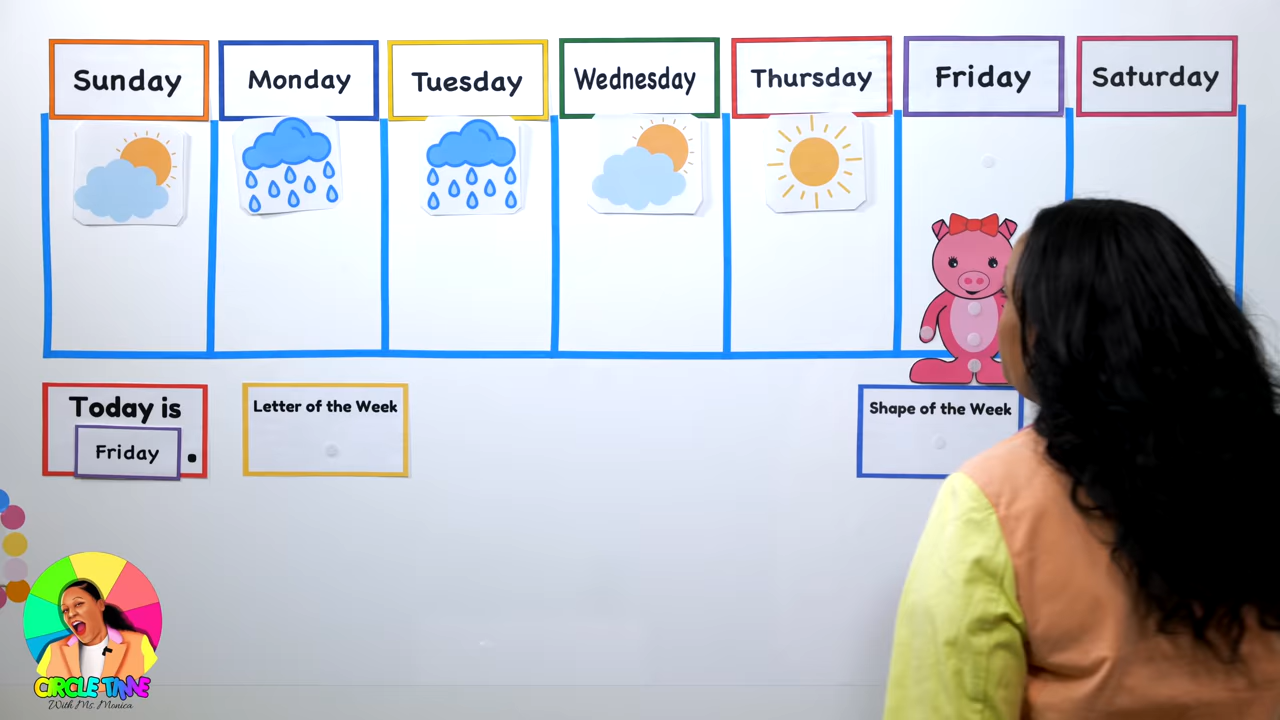 Sunday
Monday
Tuesday
Wednesday
Thursday
Friday
Saturday
Today is
Friday.
Letter of the Week
Shape of the Week
CIRCLE TIME
With Ms. Monica